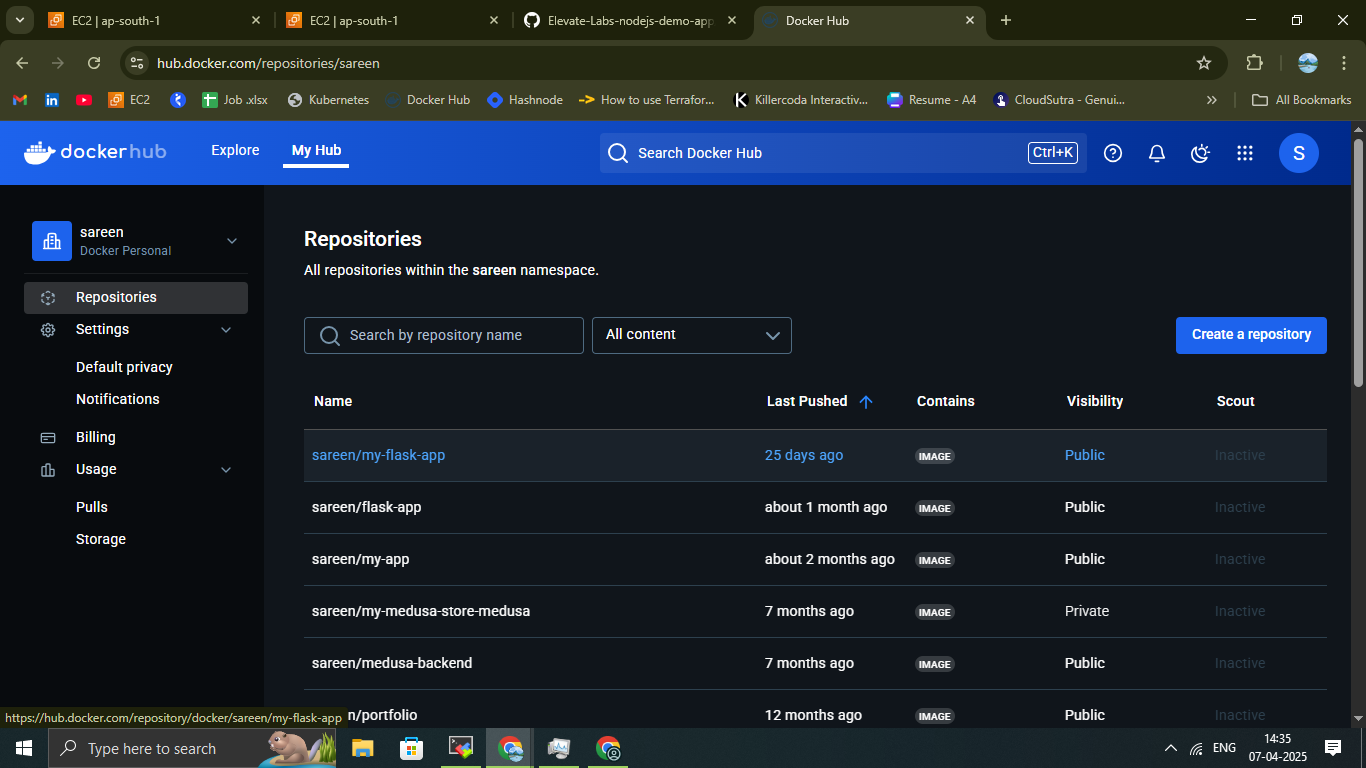 EC2 | ap-south-1
EC2 | ap-south-1
Elevate-Labs-nodejs-demo-app
Docker Hub
hub.docker.com/repositories/sareen
EC2
Job .xlsx
Kubernetes
Docker Hub
Hashnode
How to use Terrafor...
Killercoda Interactiv...
Resume - A4
CloudSutra - Genui...
All Bookmarks
dockerhub
Explore
My Hub
Search Docker Hub
Ctrl+K
S
sareen
Docker Personal
Repositories
Settings
Default privacy
Notifications
Billing
Usage
Pulls
Storage
Repositories
All repositories within the sareen namespace.
Search by repository name
All content
Create a repository
Name Last Pushed Contains Visibility Scout
sareen/my-flask-app 25 days ago IMAGE Public Inactive
sareen/flask-app about 1 month ago IMAGE Public Inactive
sareen/my-app about 2 months ago IMAGE Public Inactive
sareen/my-medusa-store-medusa 7 months ago IMAGE Private Inactive
sareen/medusa-backend 7 months ago IMAGE Public Inactive
n/portfolio 12 months ago IMAGE Public Inactive
https://hub.docker.com/repository/docker/sareen/my-flask-app
Type here to search
ENG
14:35
07-04-2025